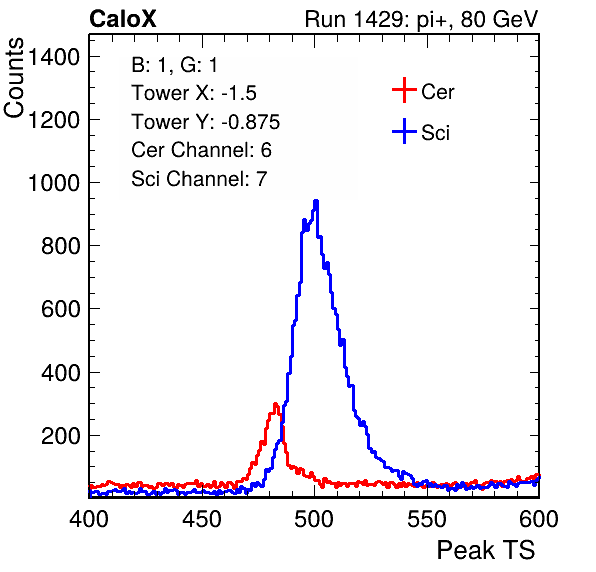 CaloX Run 1429: pi+, 80 GeV
Counts
B: 1, G: 1
Tower X: -1.5
Tower Y: -0.875
Cer Channel: 6
Sci Channel: 7
Cer
Sci
1400
1200
1000
800
600
400
200
400 450 500 550 600
Peak TS